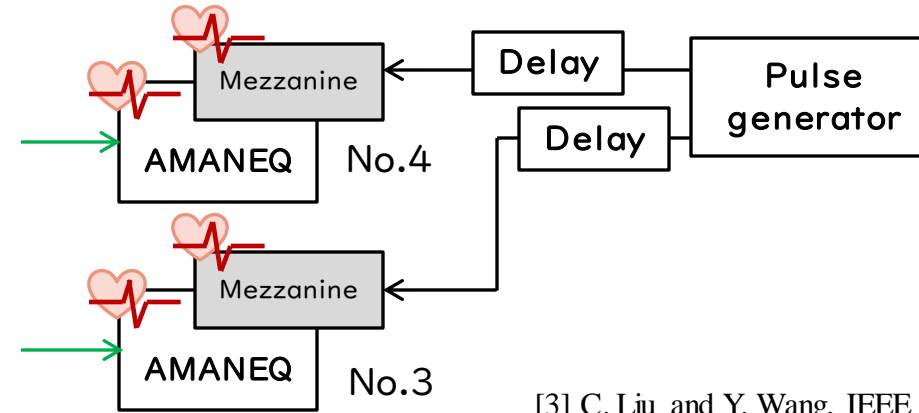 Mezzanine
AMANEQ
No.4
Delay
Delay
Pulse
generator
Mezzanine
AMANEQ
No.3
[3] C. Liu and Y. Wang, IEEE